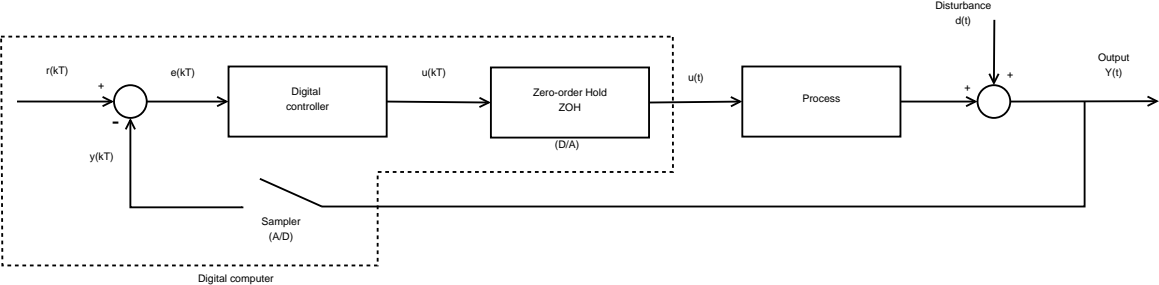 Disturbance
d(t)
r(kT)
+
e(kT)
Digital
controller
u(kT)
Zero-order Hold
ZOH
(D/A)
u(t)
Process
+
+
Output
Y(t)
-
y(kT)
Sampler
(A/D)
Digital computer